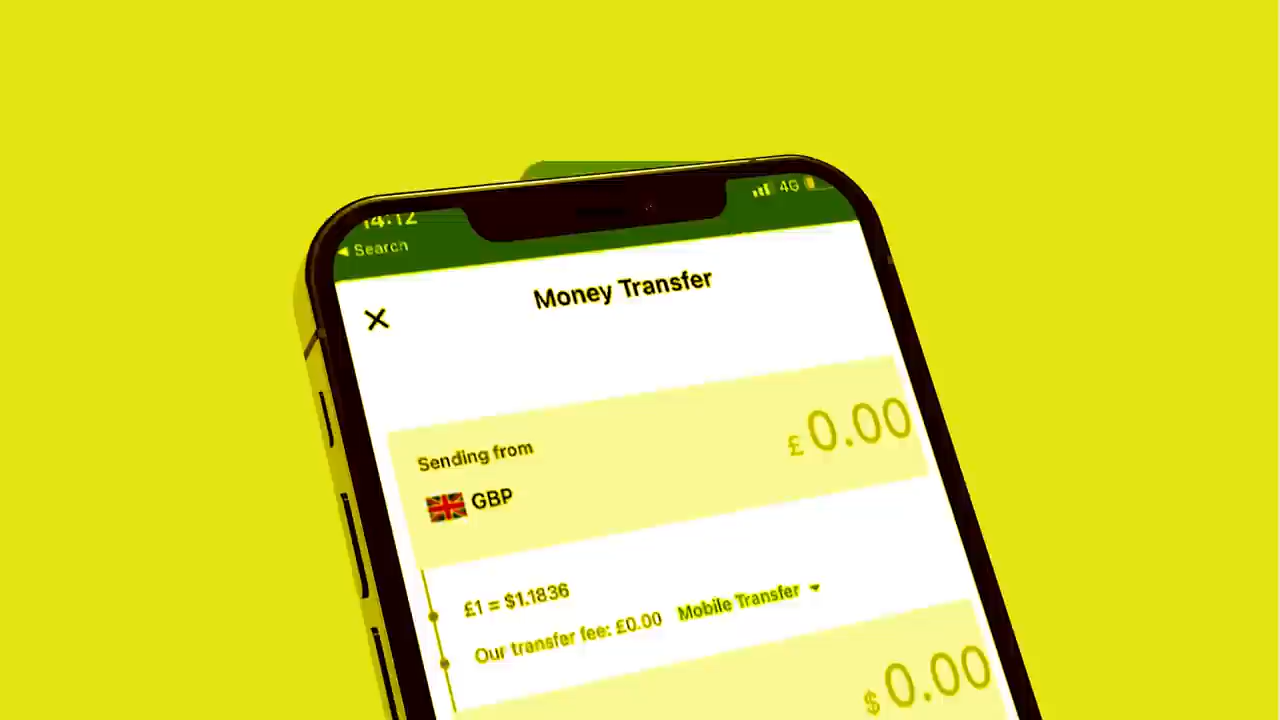 14:12
4G
◀ Search
Money Transfer
Sending from
£ 0.00
GBP
£1 = $1.1836
Our transfer fee: £0.00 Mobile Transfer
$ 0.00